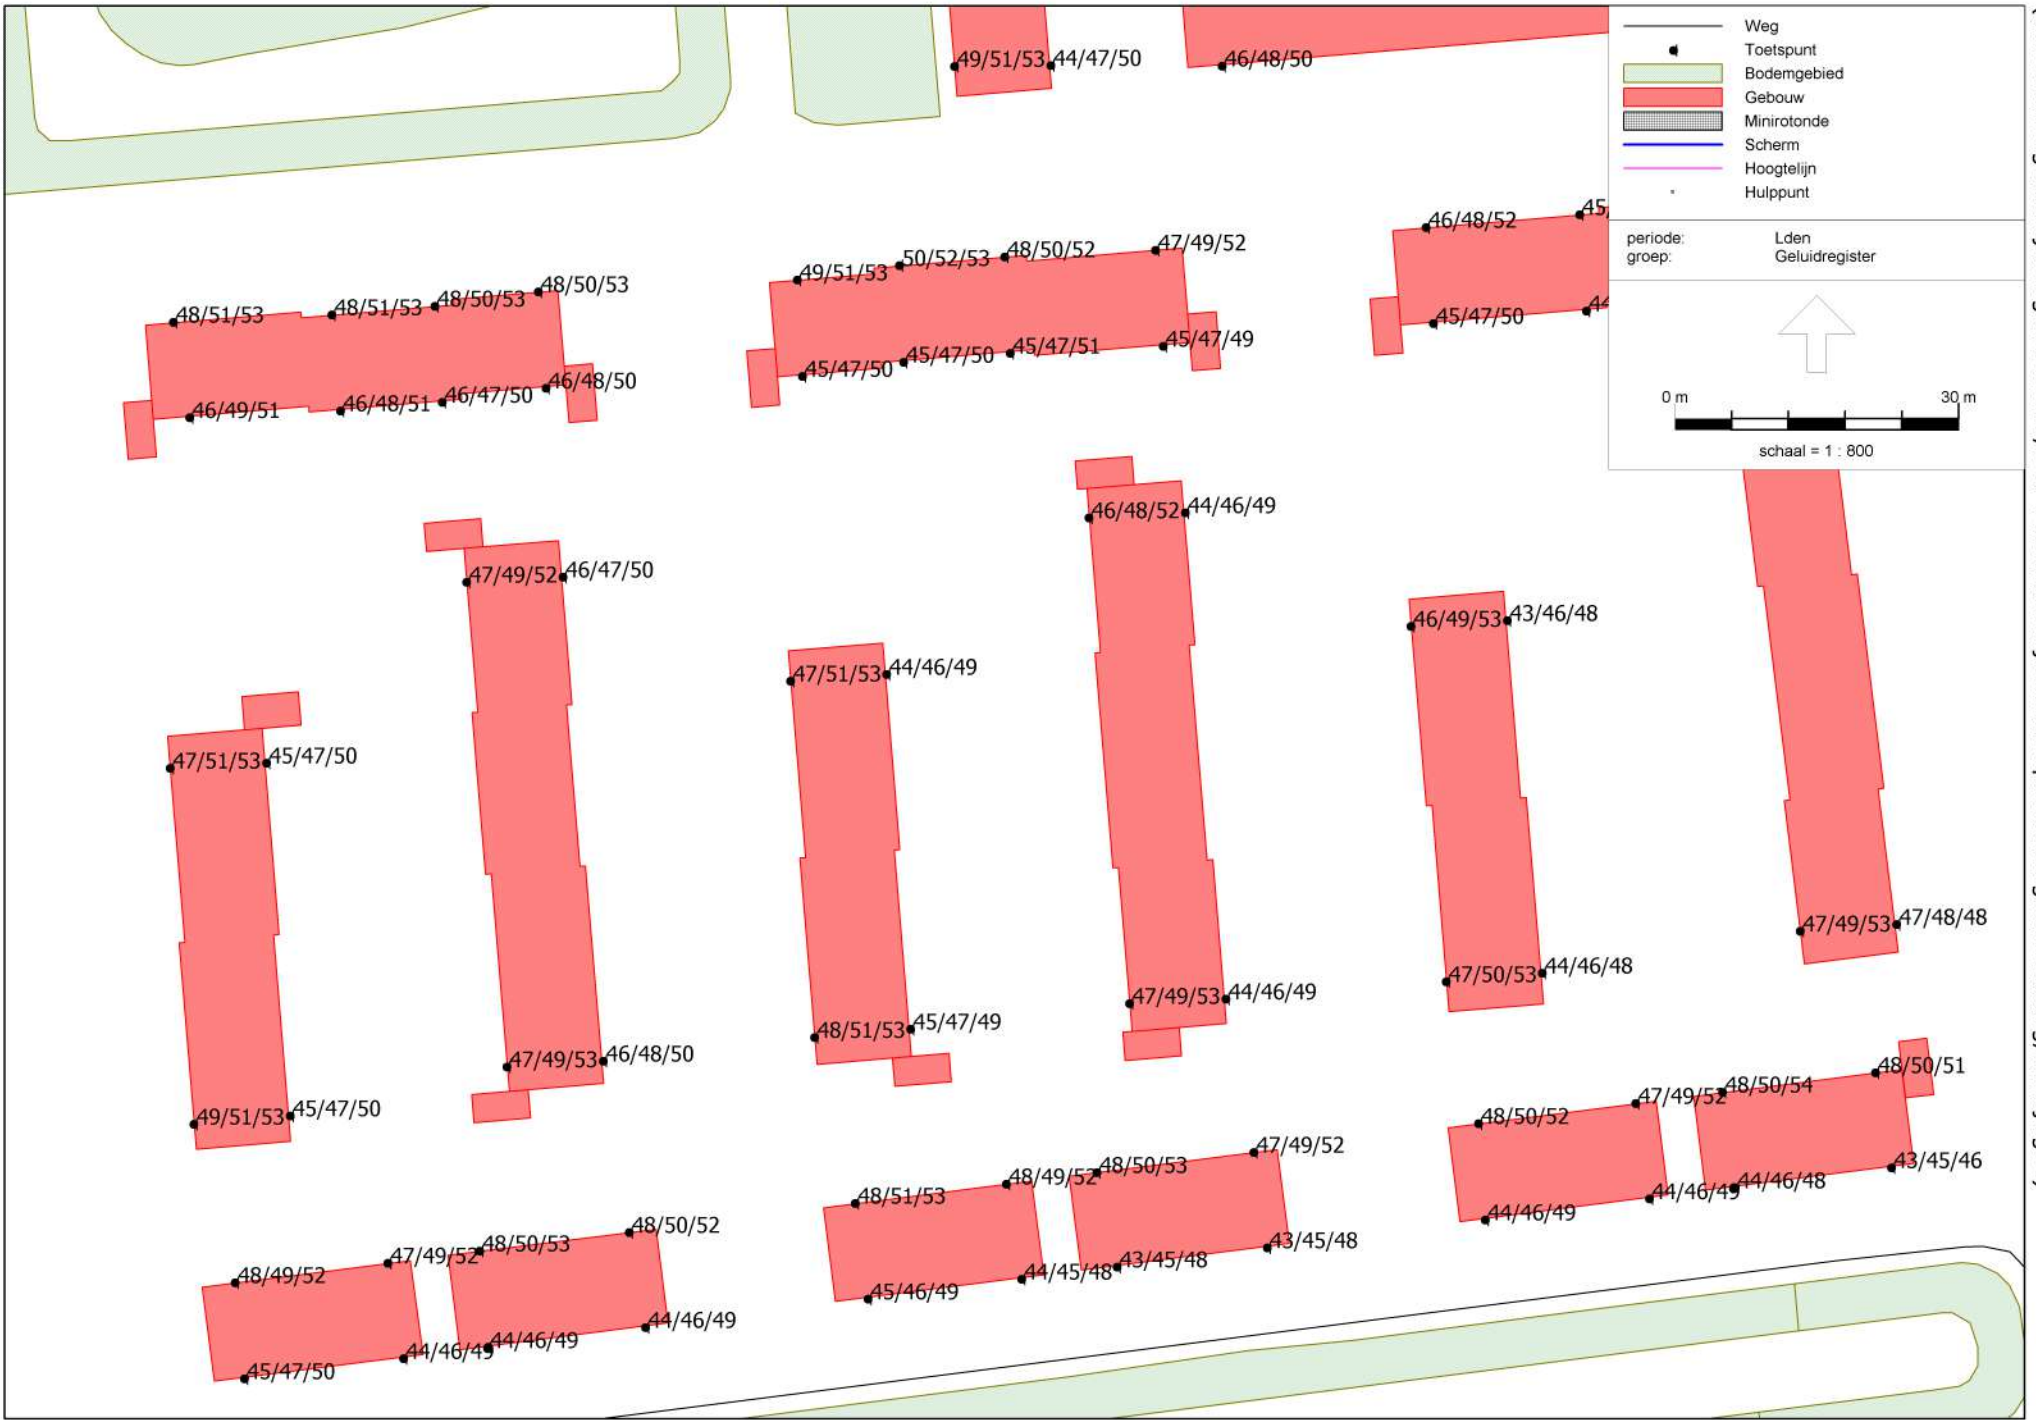 Weg
Toetspunt
Bodemgebied
Gebouw
Minirotonde
Scherm
Hoogtelijn
Hulppunt
periode: Lden
groep: Geluidregister
0 m 30 m
schaal = 1 : 800
49/51/53 44/47/50 46/48/50
46/48/52 45/
47/49/52
48/50/52
50/52/53
49/51/53
48/50/53
48/50/53
48/51/53
48/51/53
45/47/50 44
45/47/49
45/47/51
45/47/50
45/47/50
46/48/50
46/47/50
46/48/51
46/49/51
46/48/52 44/46/49
47/49/52 46/47/50
46/49/53 43/46/48
47/51/53 44/46/49
47/51/53 45/47/50
47/49/53 47/48/48
47/50/53 44/46/48
47/49/53 44/46/49
48/51/53 45/47/49
47/49/53 46/48/50
49/51/53 45/47/50
48/50/52 47/49/52 48/50/54 48/50/51
44/46/49 44/46/49 44/46/48 43/45/46
48/51/53 48/49/52 48/50/53 47/49/52
45/46/49 44/45/48 43/45/48 43/45/48
48/49/52 47/49/52 48/50/53 48/50/52
45/47/50 44/46/49 44/46/49 44/46/49